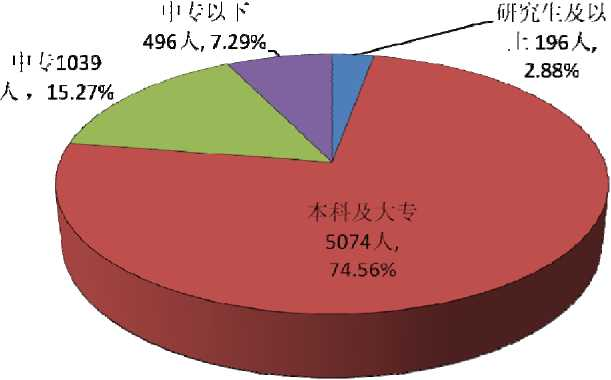 中专以下
496人, 7.29%
研究生及以
上 196人,
2.88%
中专1039
人 ，15.27%
本科及大专
5074人,
74.56%